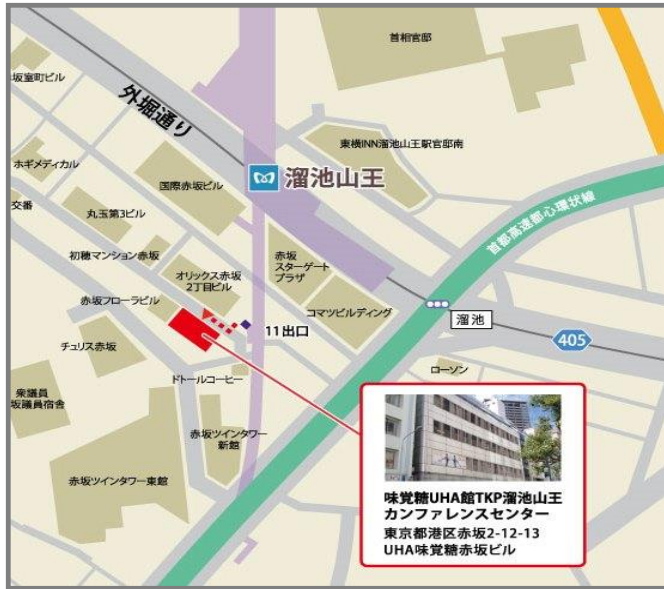 首相官邸
坂室町ビル
外堀通り
東横INN溜池山王駅官邸南
ホギメディカル
国際赤坂ビル
溜池山王
交番
丸玉第3ビル
首都高速都心環状線
初穂マンション赤坂
オリックス赤坂
2丁目ビル
赤坂
スターゲート
プラザ
赤坂フローラビル
コマツビルディング
溜池
11出口
405
チュリス赤坂
ドトールコーヒー
ローソン
衆議員
坂議員宿舎
赤坂ツインタワー
新館
赤坂ツインタワー東館
味覚糖UHA館TKP溜池山王
カンファレンスセンター
東京都港区赤坂2-12-13
UHA味覚糖赤坂ビル